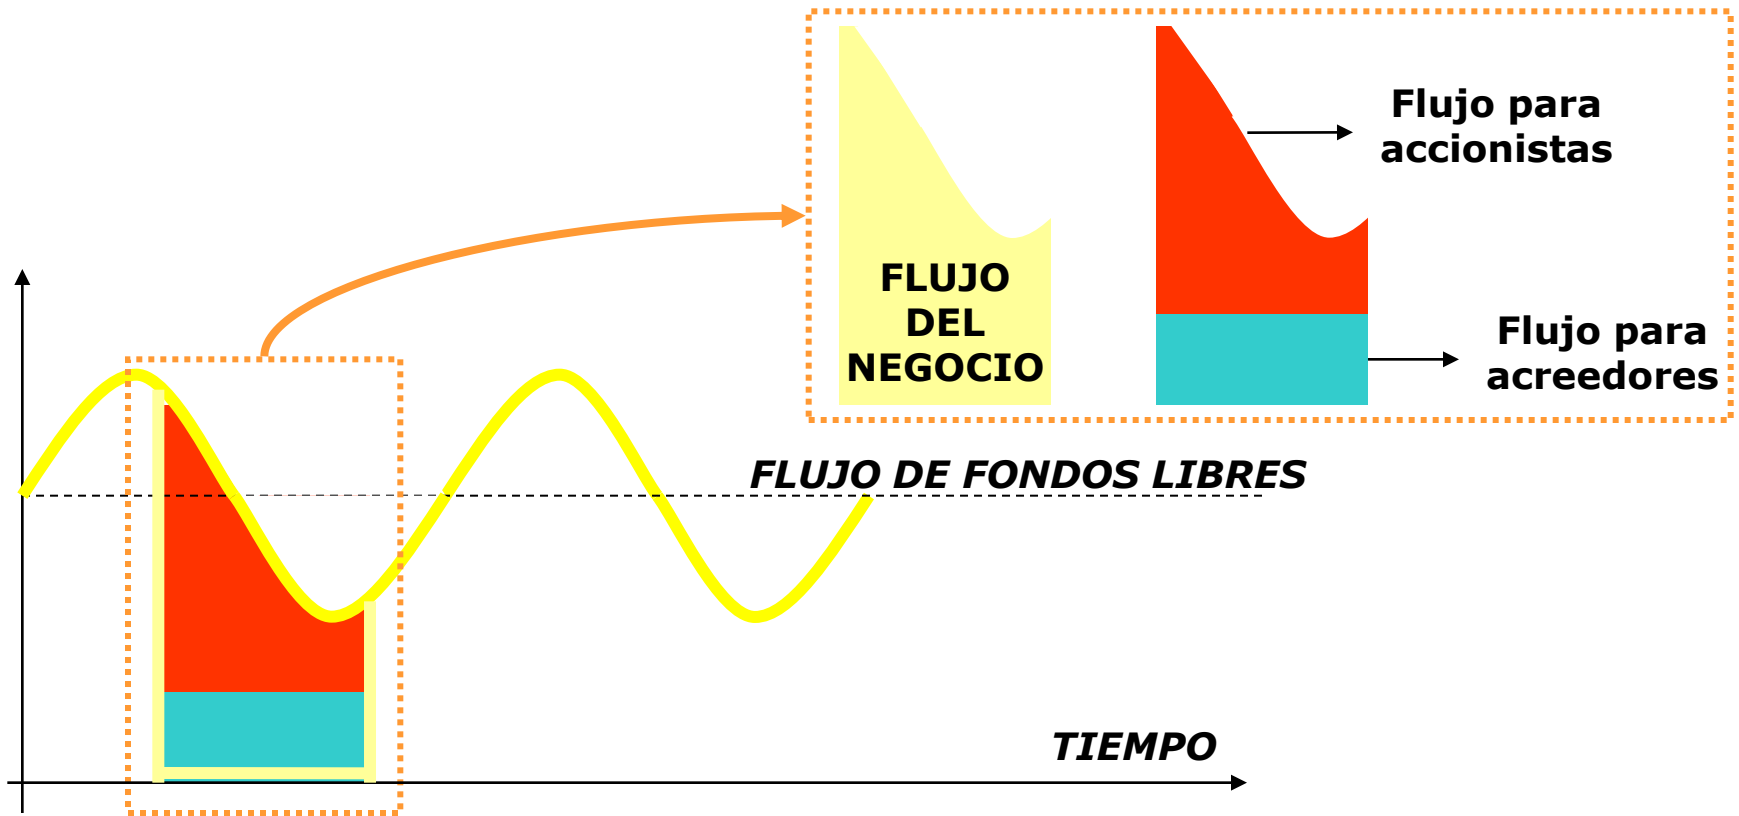 Flujo para
accionistas
FLUJO
DEL
NEGOCIO
Flujo para
acreedores
FLUJO DE FONDOS LIBRES
TIEMPO